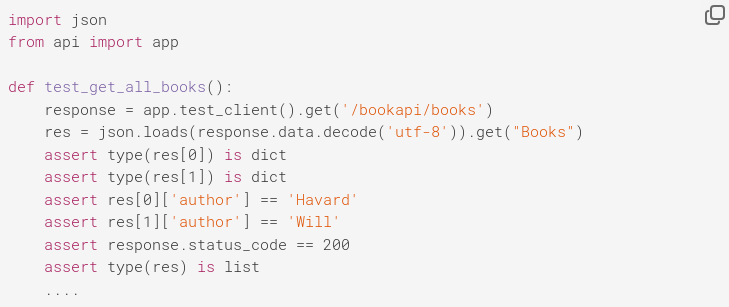 import json
from api import app
def test_get_all_books():
    response = app.test_client().get('/bookapi/books')
    res = json.loads(response.data.decode('utf-8')).get("Books")
    assert type(res[0]) is dict
    assert type(res[1]) is dict
    assert res[0]['author'] == 'Havard'
    assert res[1]['author'] == 'Will'
    assert response.status_code == 200
    assert type(res) is list
    ....